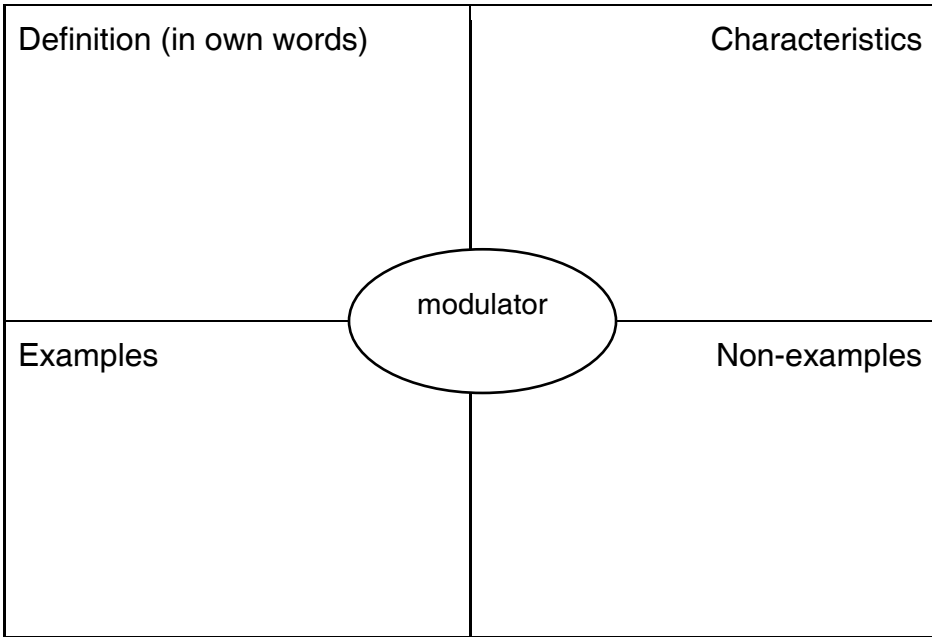 Definition (in own words)
Characteristics
modulator
Examples
Non-examples